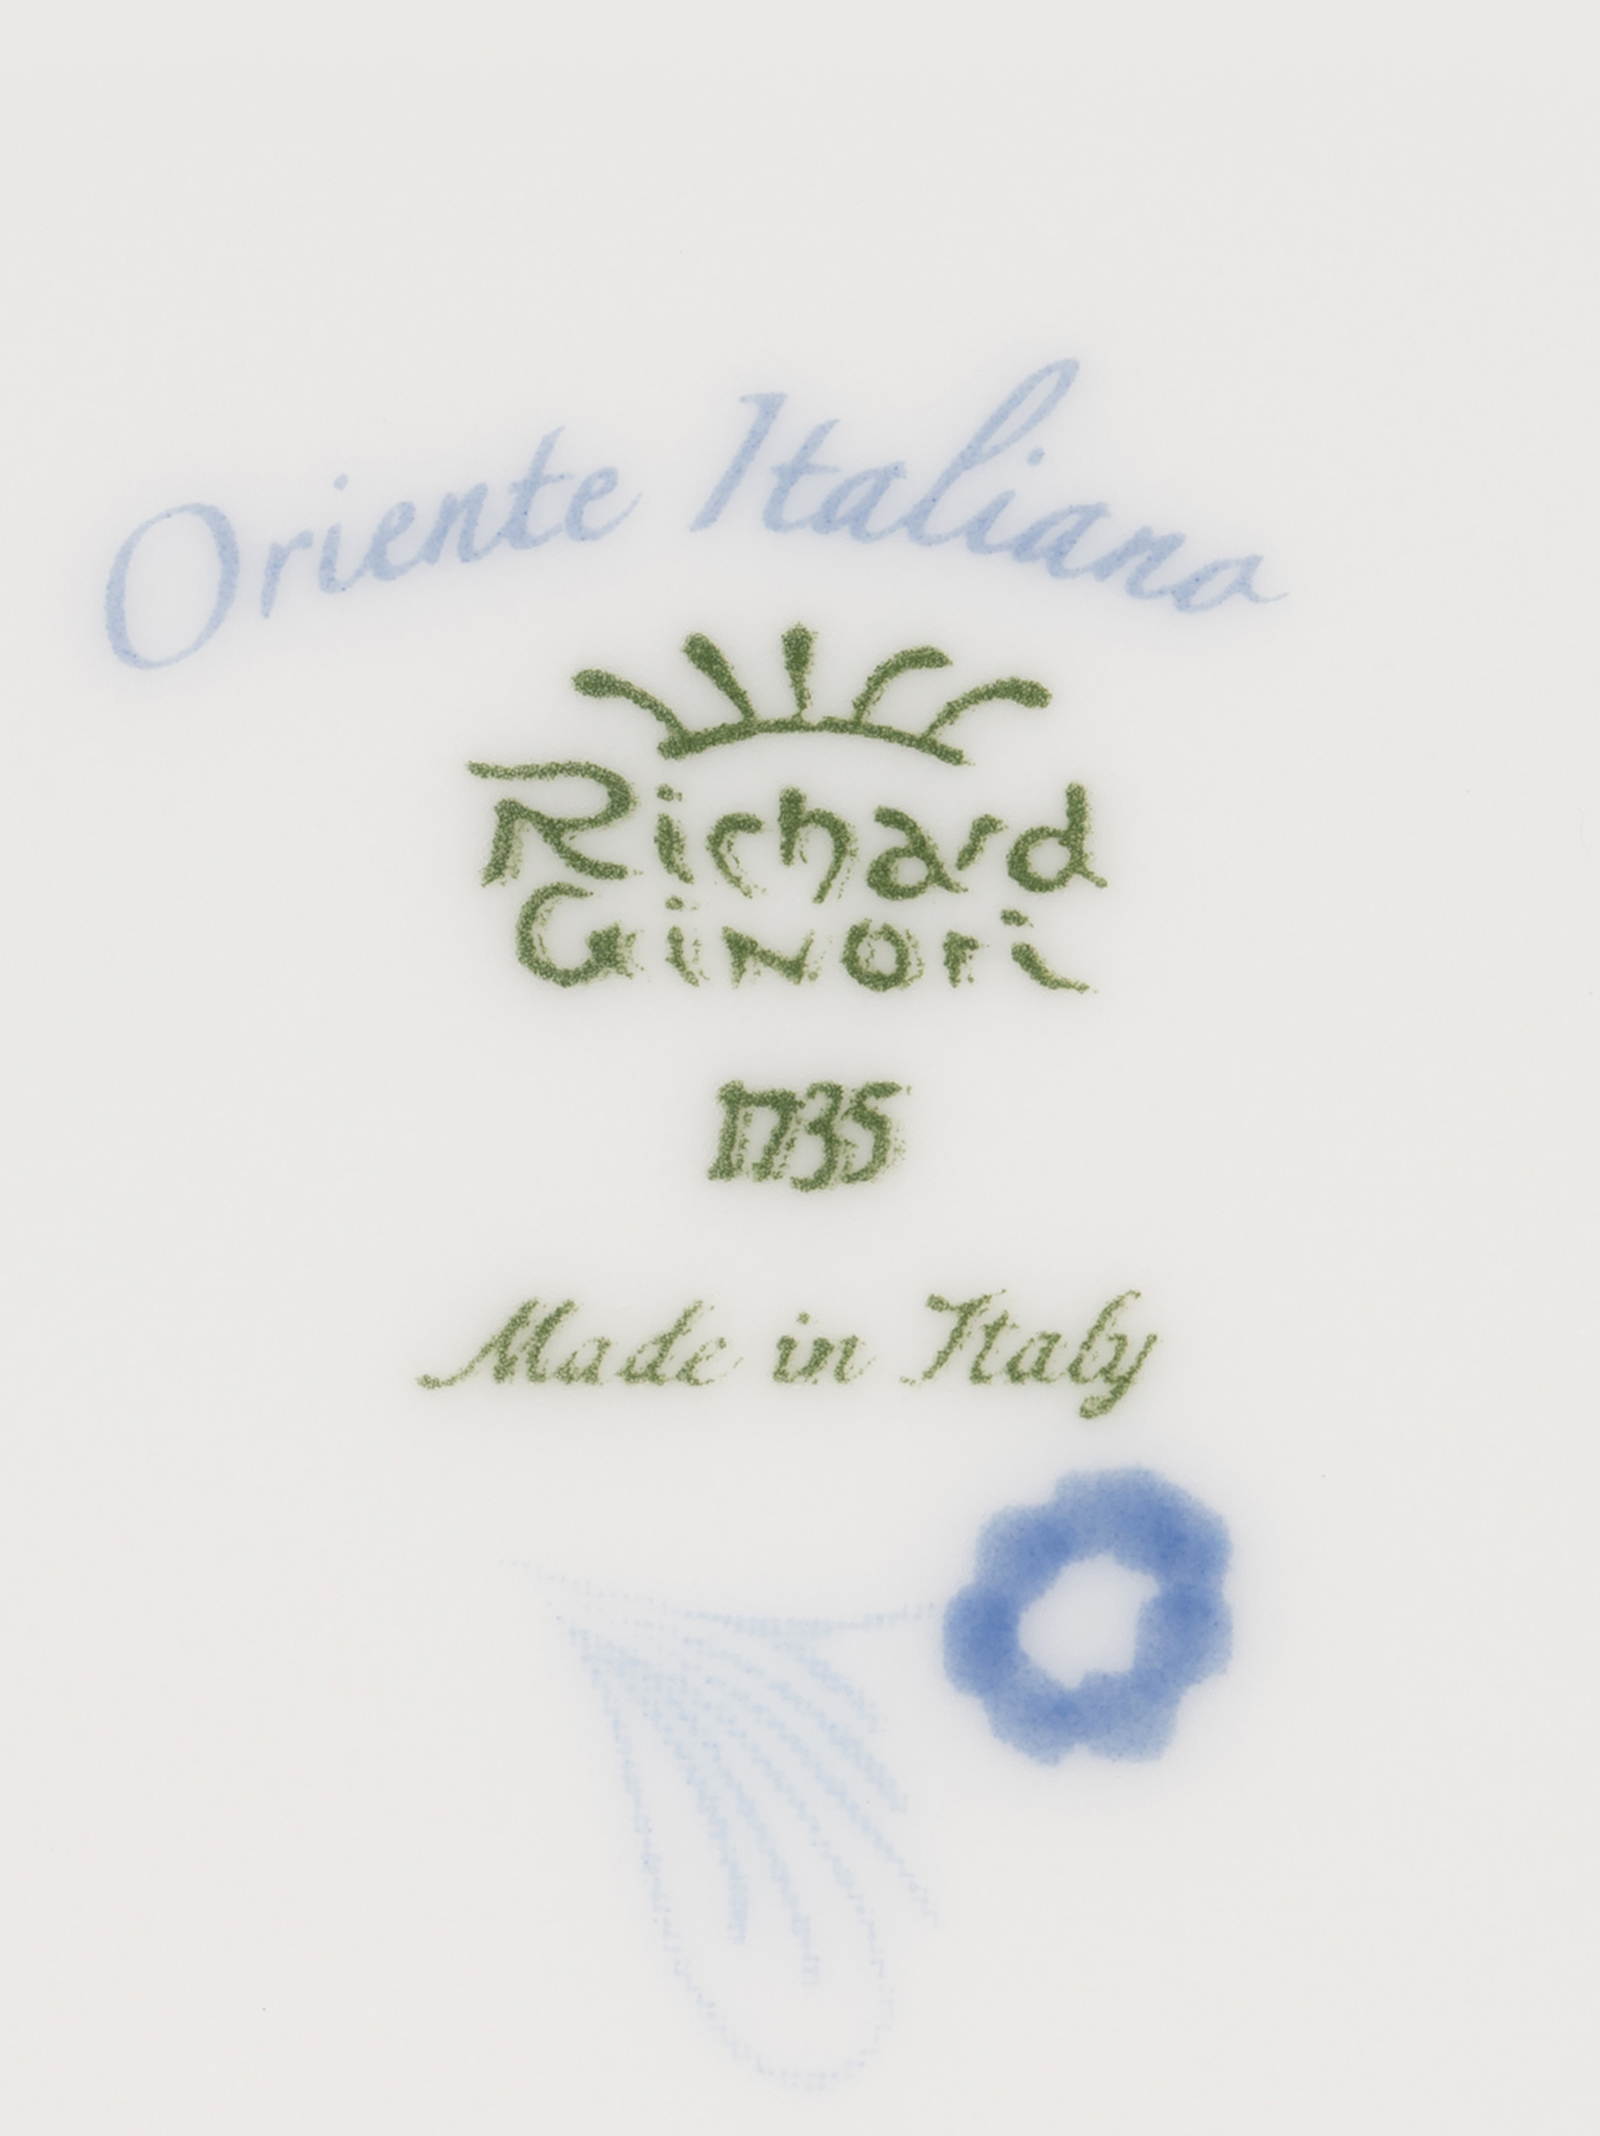 Oriente Italiano
Richard
Ginori
1735
Made in Italy